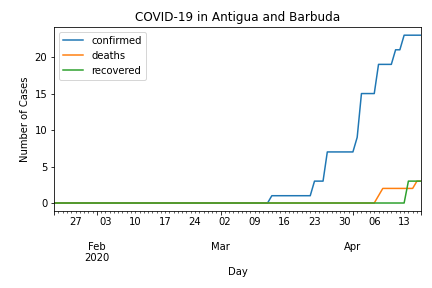 COVID-19 in Antigua and Barbuda
confirmed
deaths
recovered
Number of Cases
20
15
10
5
0
27 03 10 17 24 02 09 16 23 30 06 13
Feb Mar Apr
2020
Day